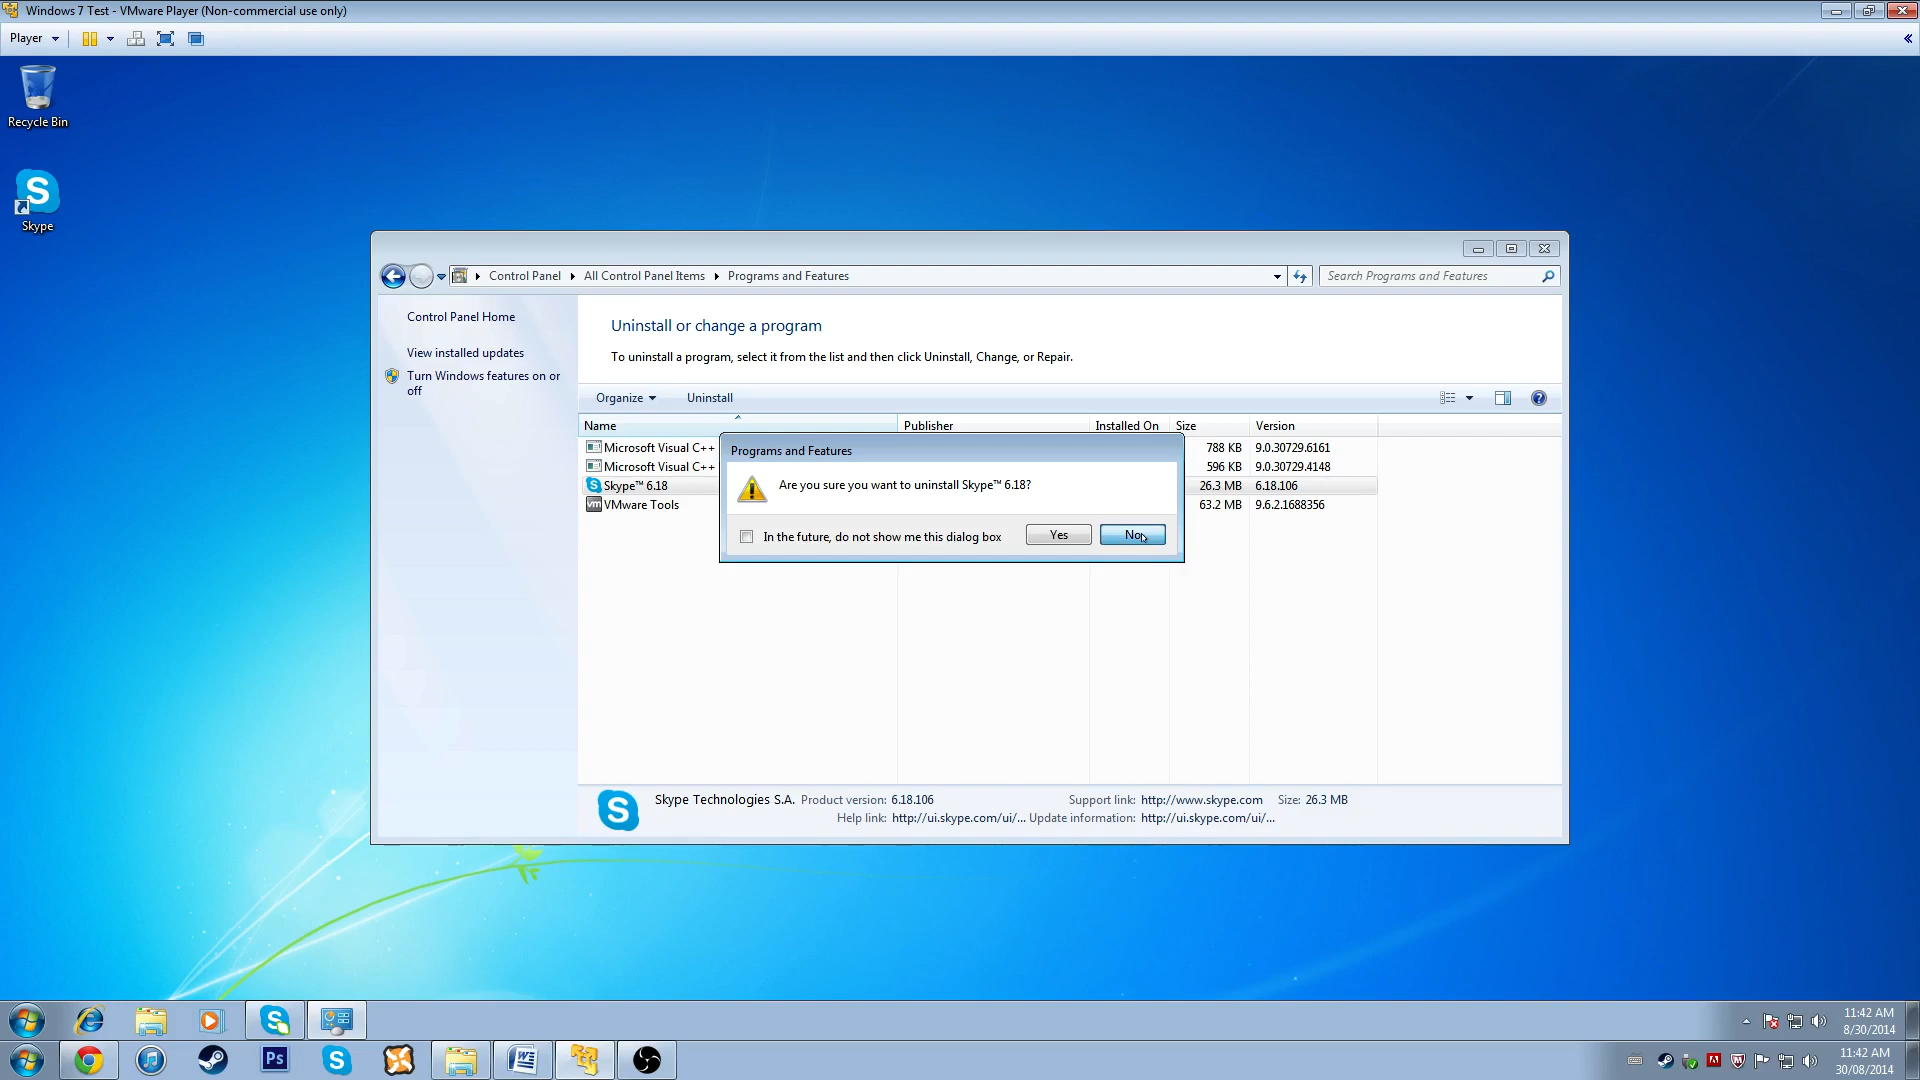 Windows 7 Test - VMware Player (Non-commercial use only)
Player
Recycle Bin
Skype
Control Panel
All Control Panel Items
Programs and Features
Search Programs and Features
Control Panel Home
View installed updates
Turn Windows features on or
off
Uninstall or change a program
To uninstall a program, select it from the list and then click Uninstall, Change, or Repair.
Organize
Uninstall
Name Publisher Installed On Size Version
Microsoft Visual C++ 788 KB 9.0.30729.6161
Microsoft Visual C++ 596 KB 9.0.30729.4148
Skype™ 6.18 26.3 MB 6.18.106
VMware Tools 63.2 MB 9.6.2.1688356
Programs and Features
Are you sure you want to uninstall Skype™ 6.18?
In the future, do not show me this dialog box
Yes
No
Skype Technologies S.A. Product version: 6.18.106 Support link: http://www.skype.com Size: 26.3 MB
Help link: http://ui.skype.com/ui/... Update information: http://ui.skype.com/ui/...
11:42 AM
8/30/2014
Ps
11:42 AM
30/08/2014